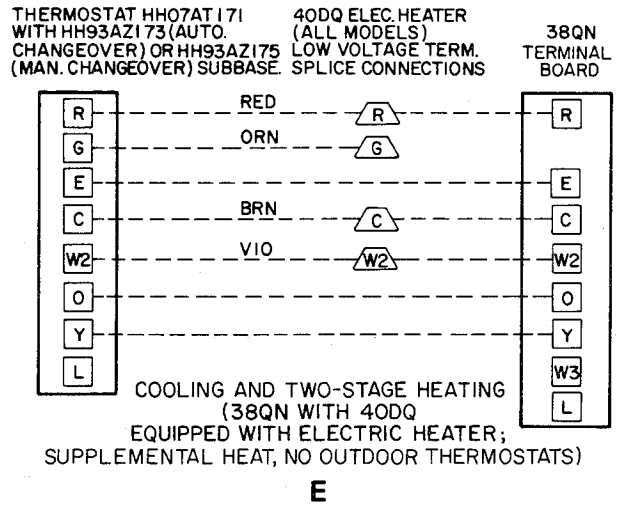 THERMOSTAT HH07AT171
WITH HH93AZ173 (AUTO.
CHANGEOVER) OR HH93AZ175
(MAN. CHANGEOVER) SUBBASE.
40DQ ELEC. HEATER
(ALL MODELS)
LOW VOLTAGE TERM.
SPLICE CONNECTIONS
38QN
TERMINAL
BOARD
R RED R R
G ORN G
E E
C BRN C C
W2 VIO W2 W2
O O
Y Y
L W3
L
COOLING AND TWO-STAGE HEATING
(38QN WITH 40DQ
EQUIPPED WITH ELECTRIC HEATER;
SUPPLEMENTAL HEAT, NO OUTDOOR THERMOSTATS)
E